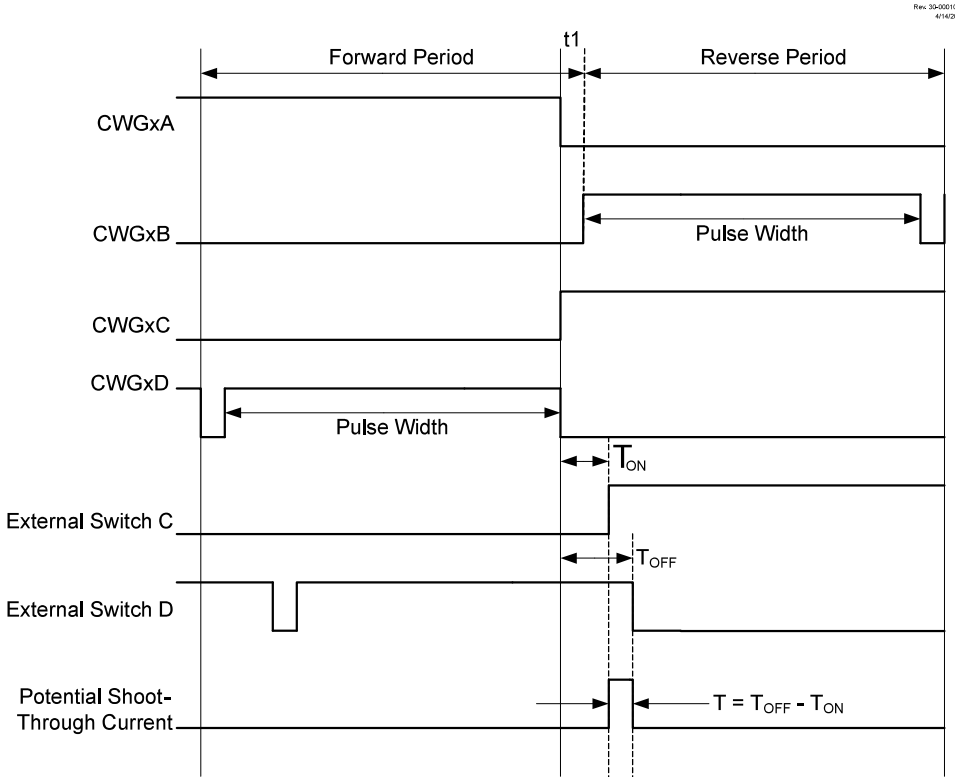 t1
Forward Period
Reverse Period
CWGxA
CWGxB
Pulse Width
CWGxC
CWGxD
Pulse Width
TON
External Switch C
TOFF
External Switch D
Potential Shoot-
Through Current
T = TOFF - TON